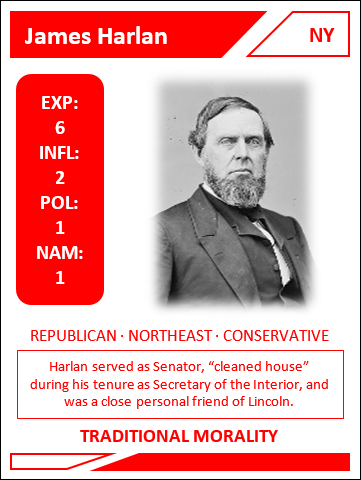 James Harlan
NY
EXP:
6
INFL:
2
POL:
1
NAM:
1
REPUBLICAN · NORTHEAST · CONSERVATIVE
Harlan served as Senator, “cleaned house”
during his tenure as Secretary of the Interior, and
was a close personal friend of Lincoln.
TRADITIONAL MORALITY